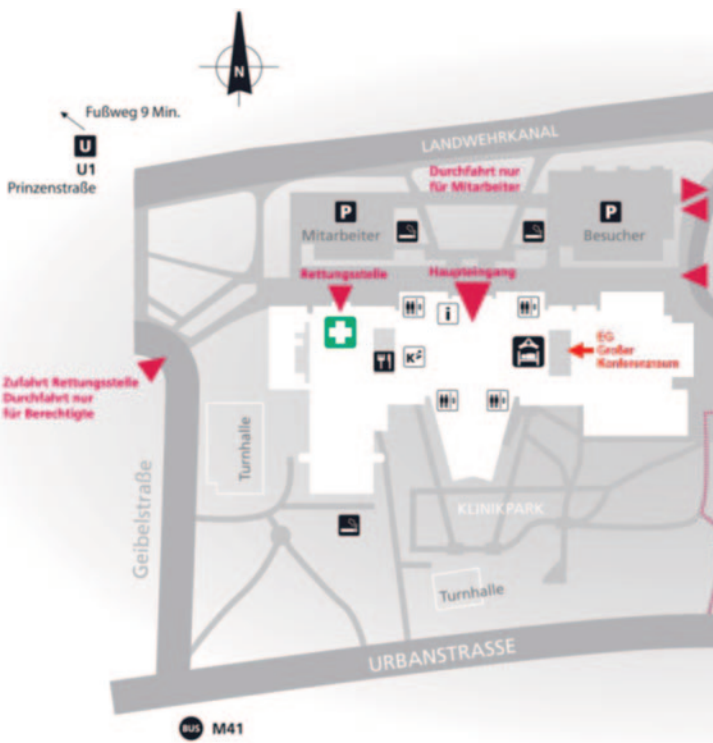 N
Fußweg 9 Min.
U
U1
Prinzenstraße
LANDWEHRKANAL
Durchfahrt nur
für Mitarbeiter
P
Mitarbeiter
P
Besucher
Rettungsstelle
Haupteingang
i
K
EG
Großer
Konferenzraum
Zufahrt Rettungsstelle
Durchfahrt nur
für Berechtigte
Turnhalle
Geibelstraße
KLINIKPARK
Turnhalle
URBANSTRASSE
BUS M41